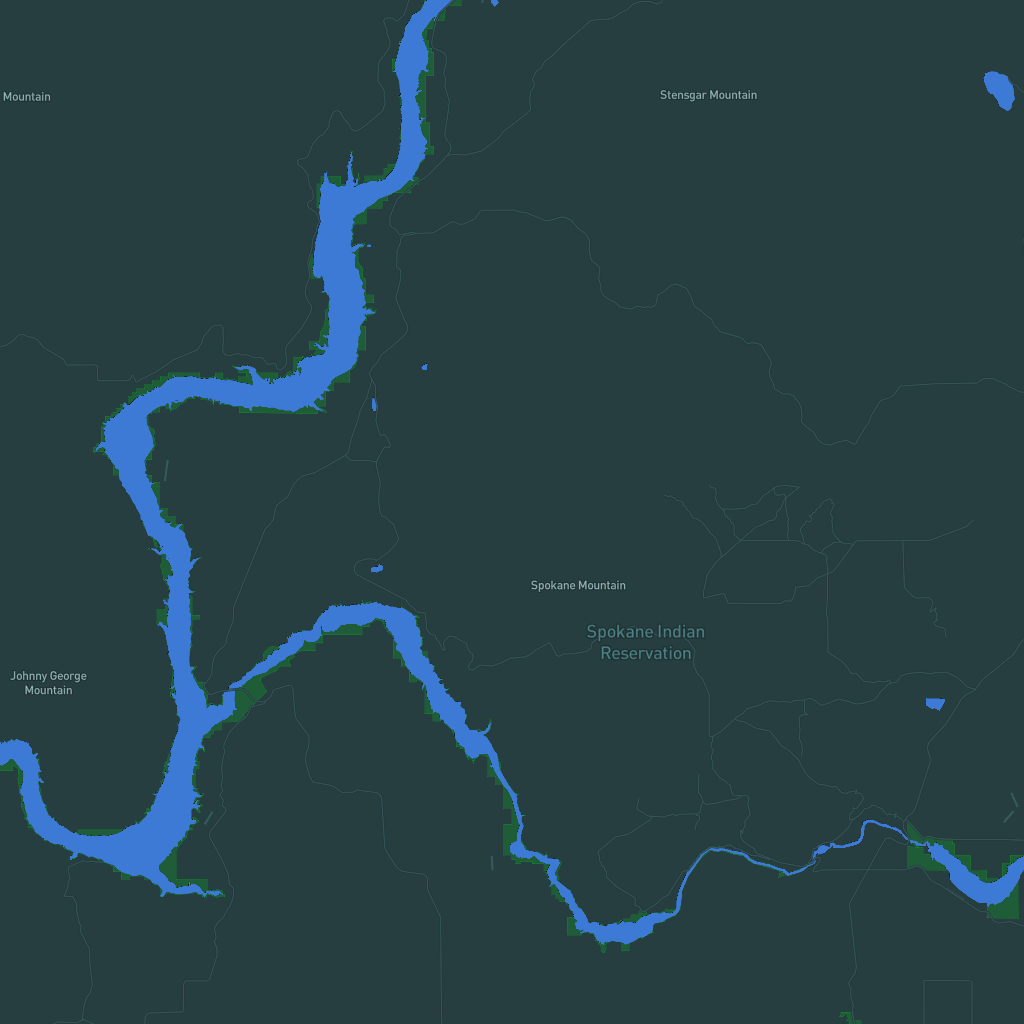 Mountain
Stensgar Mountain
Spokane Mountain
Spokane Indian
Reservation
Johnny George
Mountain